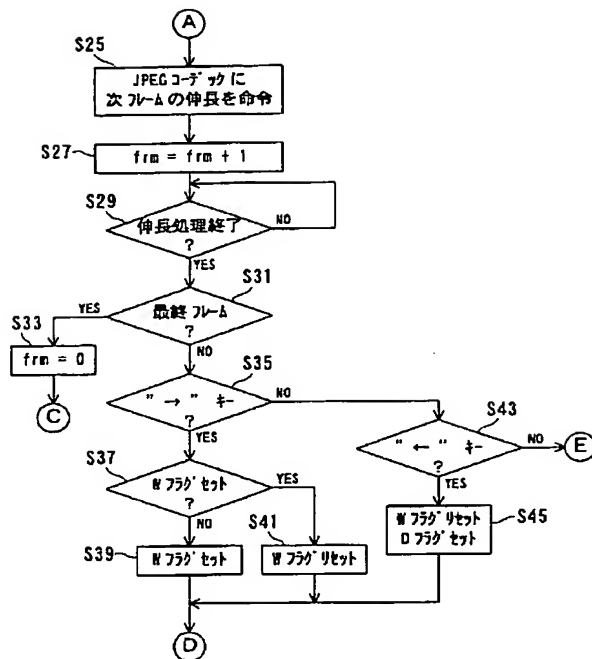 A
S25
JPEGコーデックに
次フレームの伸長を命令
S27
frm = frm + 1
S29
伸長処理終了
?
NO
YES
S31
最終フレーム
?
YES
NO
S33
frm = 0
C
S35
" → " キー
?
NO
YES
S43
" ← " キー
?
NO
E
YES
S37
Wフラグセット
?
YES
NO
S39
Wフラグセット
S41
Wフラグリセット
S45
Wフラグリセット
Dフラグセット
D